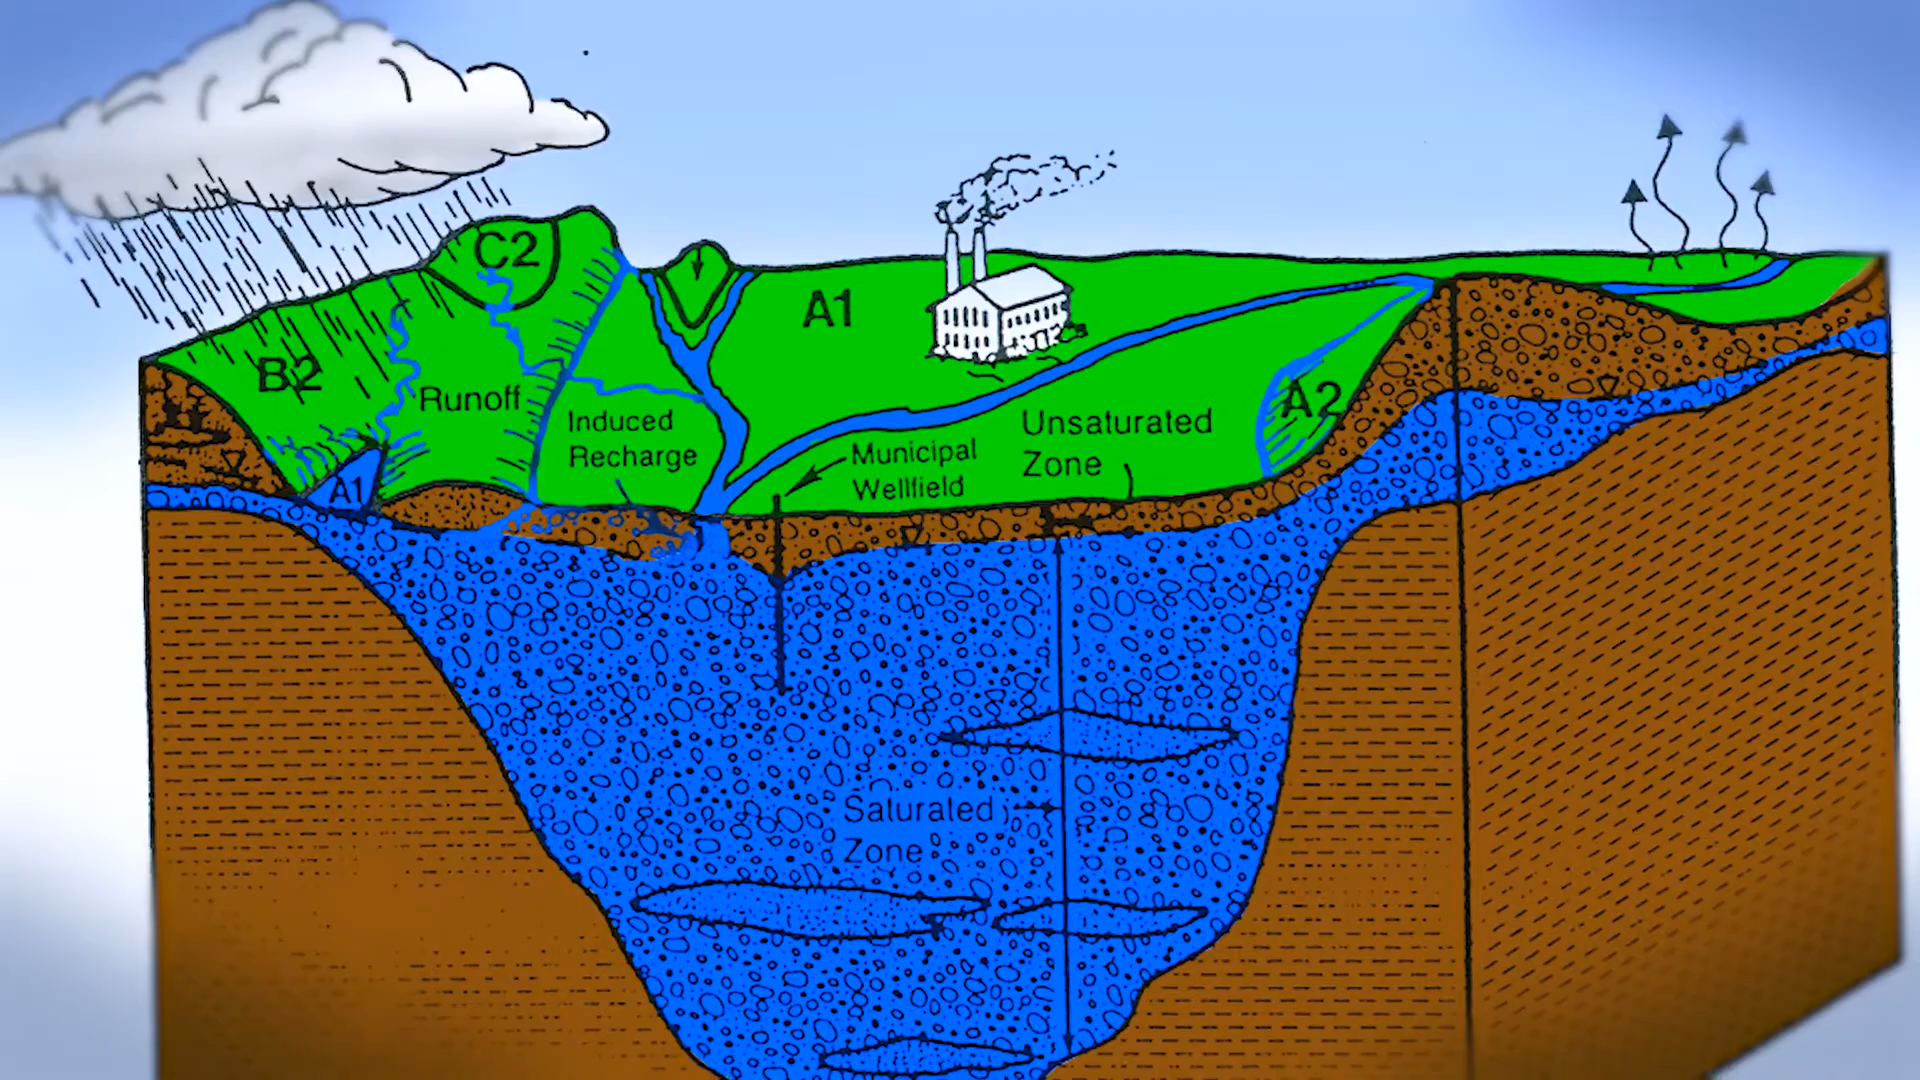 C2
A1
B2
Runoff
A2
Induced
Recharge
Unsaturated
Zone
Municipal
Wellfield
A1
Saturated
Zone